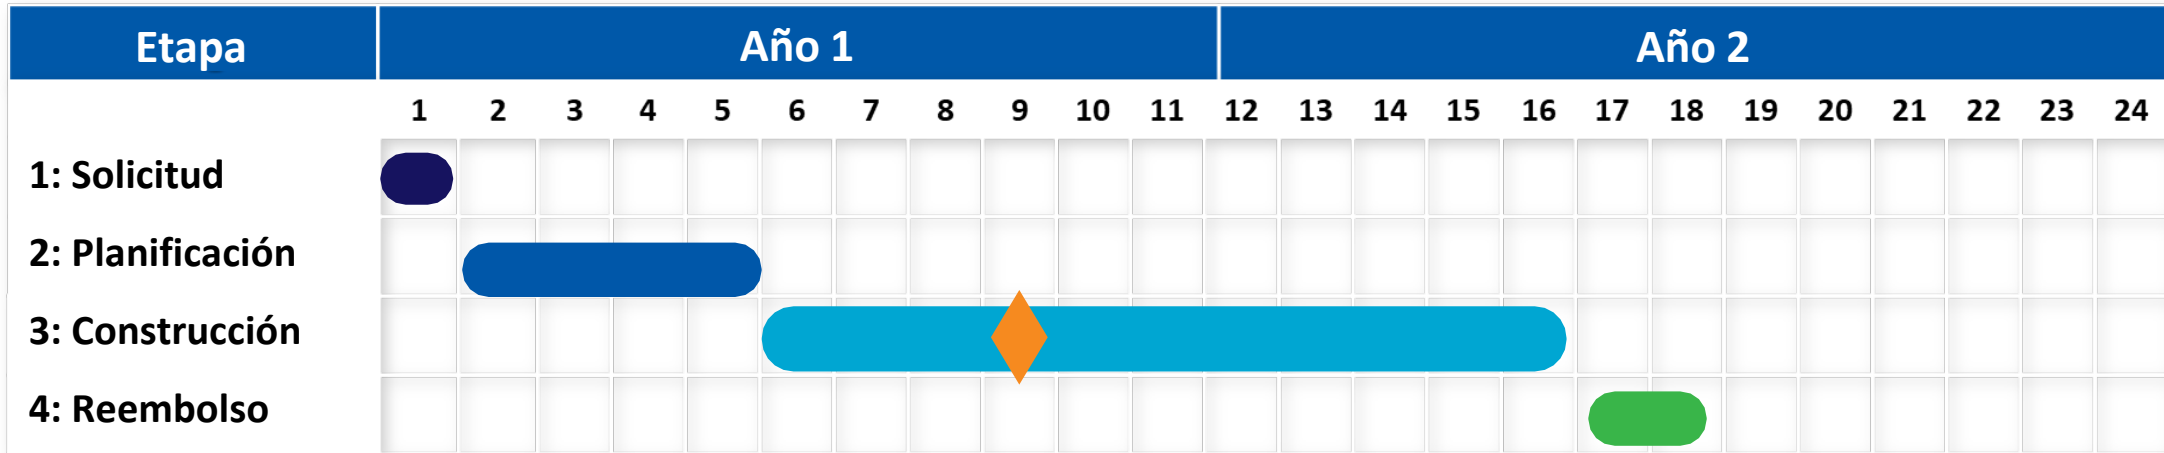 Etapa Año 1 Año 2
1 2 3 4 5 6 7 8 9 10 11 12 13 14 15 16 17 18 19 20 21 22 23 24
1: Solicitud
2: Planificación
3: Construcción
4: Reembolso